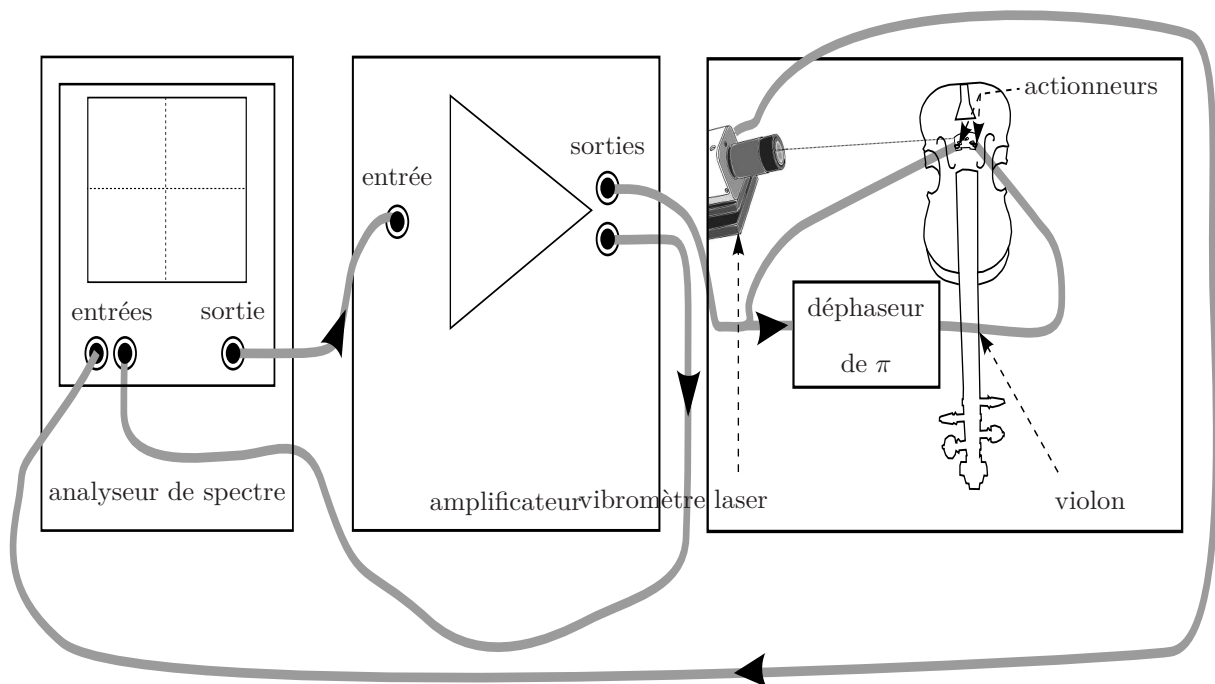 actionneurs
sorties
entrée
entrées
sortie
déphaseur
de π
analyseur de spectre
amplificateur
vibromètre laser
violon